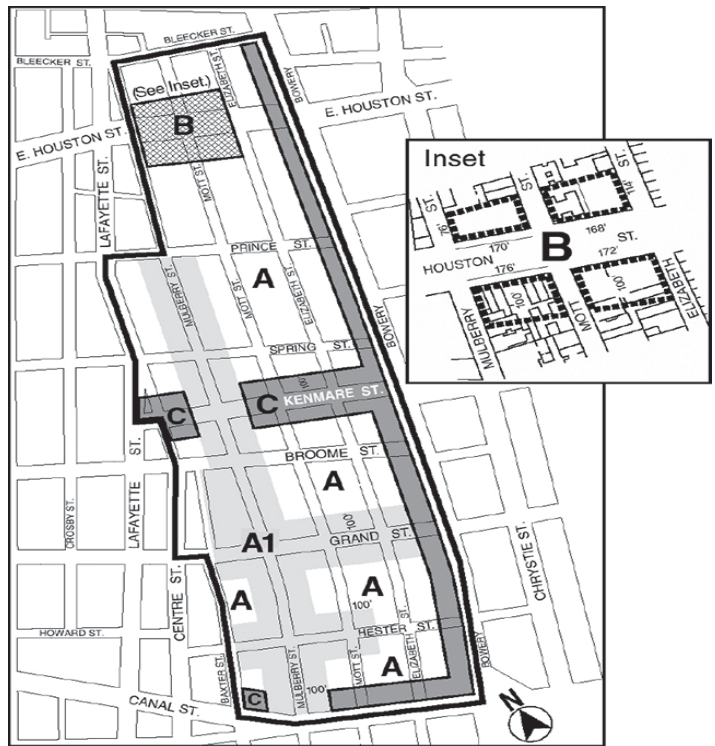 BLEECKER ST.
BLEECKER ST.
ELIZABETH ST.
BOWERY
(See Inset.)
B
E. HOUSTON ST.
E. HOUSTON ST.
LAFAYETTE ST.
MOTT ST.
PRINCE ST.
A
MULBERRY ST.
MOTT ST.
ELIZABETH ST.
BOWERY
SPRING ST.
100'
C
C
KENMARE ST.
BROOME ST.
A
CROSBY ST.
LAFAYETTE ST.
100'
A1
GRAND ST.
CENTRE ST.
A
A
100'
CHRYSTIE ST.
HOWARD ST.
HESTER ST.
BAXTER ST.
MULBERRY ST.
MOTT ST.
ELIZABETH ST.
A
BOWERY
C
100'
CANAL ST.
N
Inset
ST.
ST.
ST.
76'
114'
170'
168'
B
HOUSTON ST.
176'
172'
100'
100'
MULBERRY
MOTT
ELIZABETH